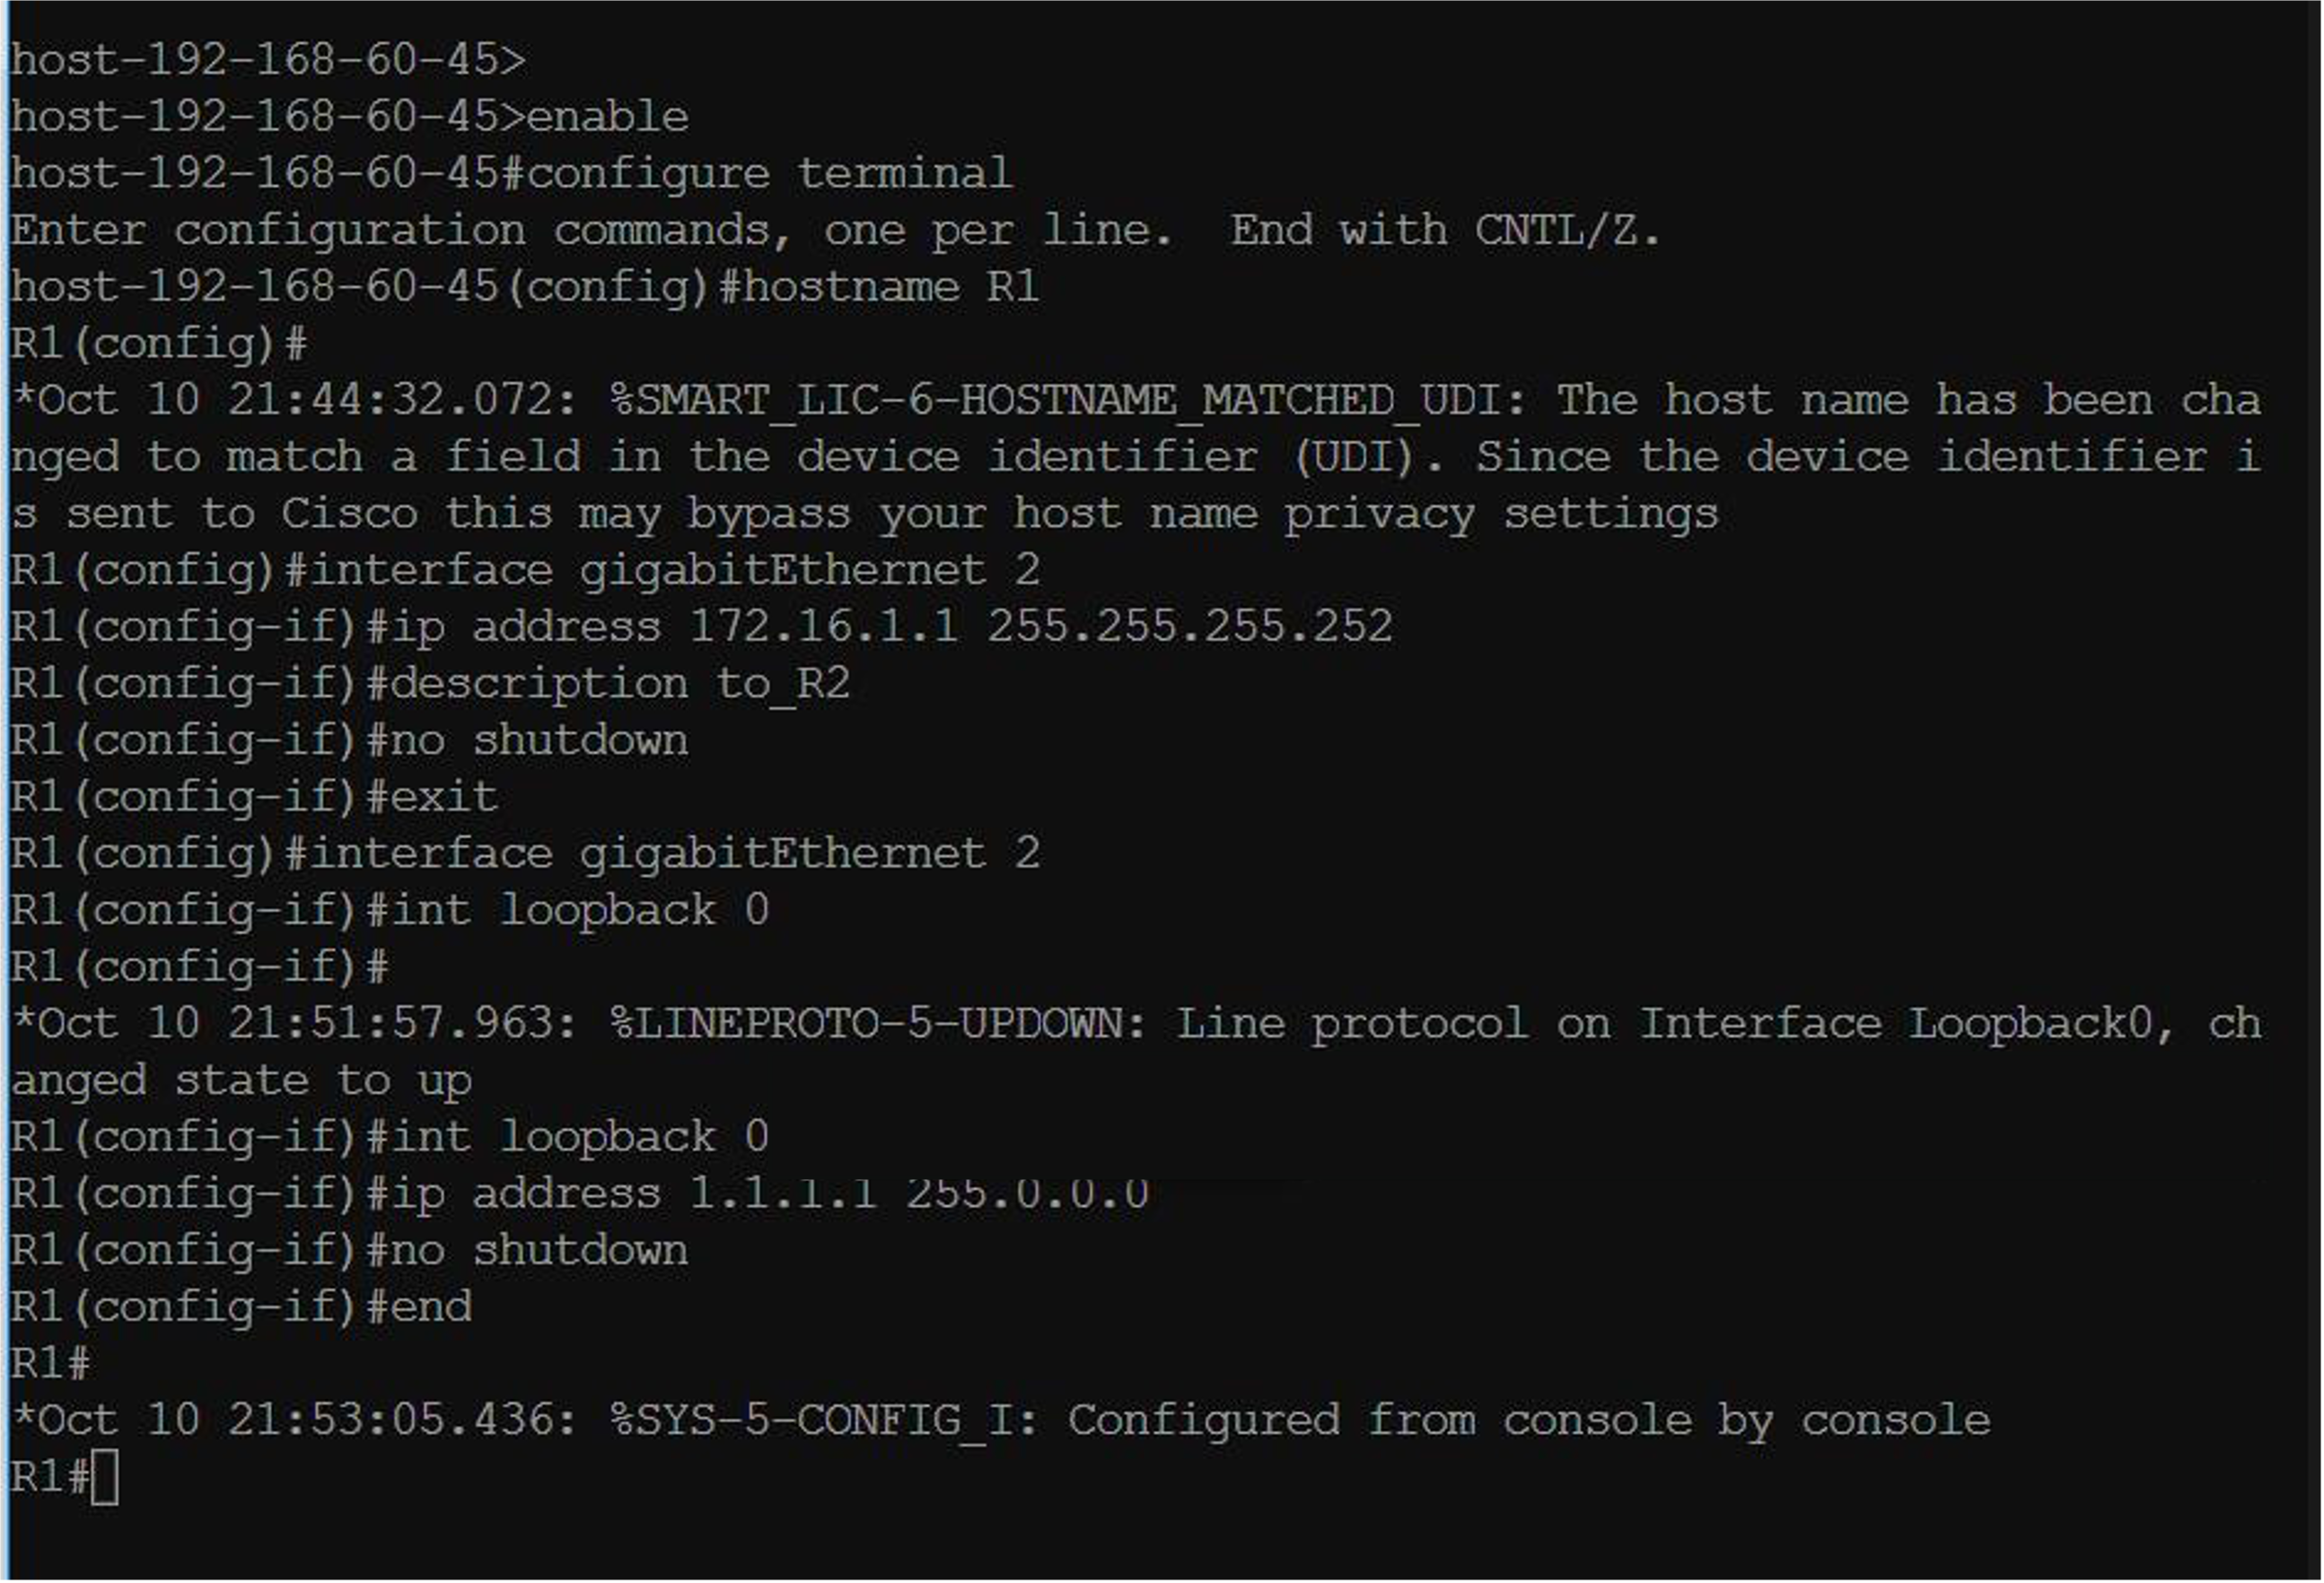 host-192-168-60-45>
host-192-168-60-45>enable
host-192-168-60-45#configure terminal
Enter configuration commands, one per line.  End with CNTL/Z.
host-192-168-60-45(config)#hostname R1
R1(config)#
*Oct 10 21:44:32.072: %SMART_LIC-6-HOSTNAME_MATCHED_UDI: The host name has been cha
nged to match a field in the device identifier (UDI). Since the device identifier i
s sent to Cisco this may bypass your host name privacy settings
R1(config)#interface gigabitEthernet 2
R1(config-if)#ip address 172.16.1.1 255.255.255.252
R1(config-if)#description to_R2
R1(config-if)#no shutdown
R1(config-if)#exit
R1(config)#interface gigabitEthernet 2
R1(config-if)#int loopback 0
R1(config-if)#
*Oct 10 21:51:57.963: %LINEPROTO-5-UPDOWN: Line protocol on Interface Loopback0, ch
anged state to up
R1(config-if)#int loopback 0
R1(config-if)#ip address 1.1.1.1 255.0.0.0
R1(config-if)#no shutdown
R1(config-if)#end
R1#
*Oct 10 21:53:05.436: %SYS-5-CONFIG_I: Configured from console by console
R1#